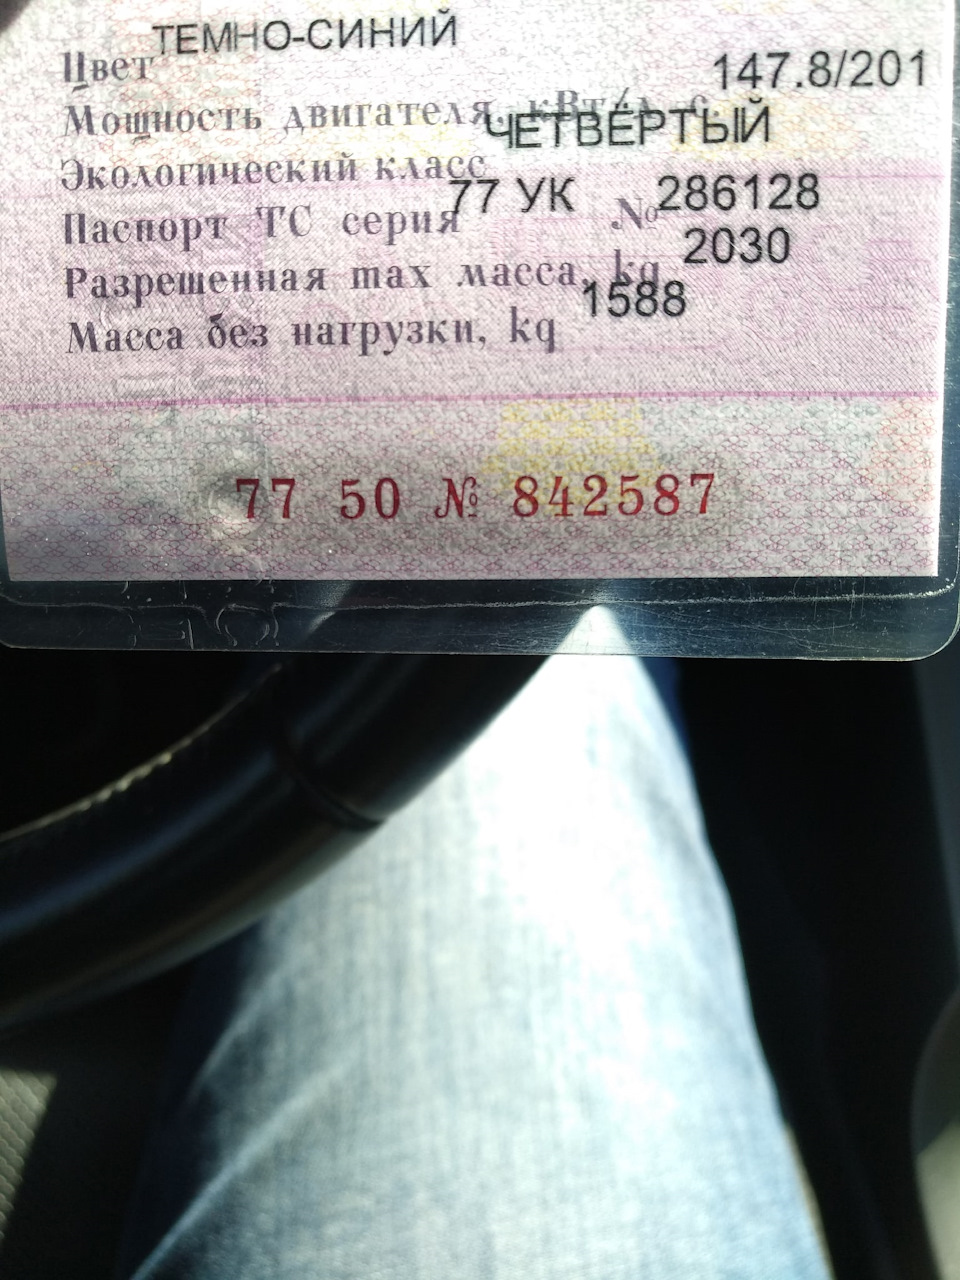 Цвет ТЕМНО-СИНИЙ
Мощность двигателя, кВт/л. с. 147.8/201
Экологический класс ЧЕТВЕРТЫЙ
Паспорт ТС серия 77 УК № 286128
Разрешенная max масса, kg 2030
Масса без нагрузки, kg 1588
77 50 № 842587